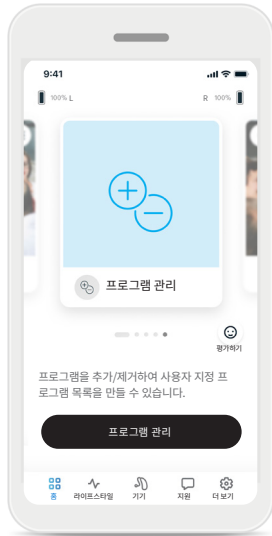 9:41
100% L
R 100%
프로그램 관리
평가하기
프로그램을 추가/제거하여 사용자 지정 프
로그램 목록을 만들 수 있습니다.
프로그램 관리
홈 라이프스타일 기기 지원 더 보기